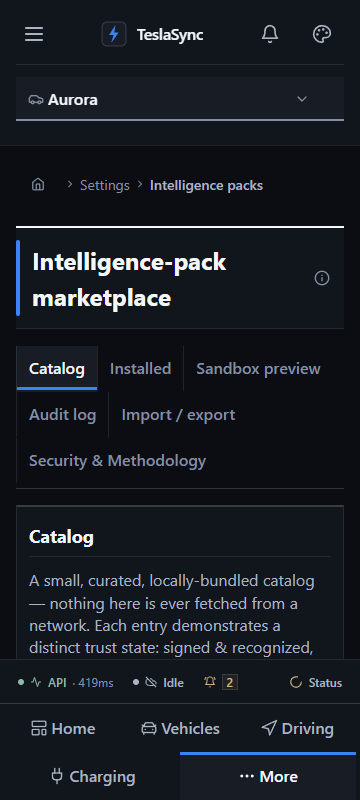 TeslaSync
Aurora
Settings
Intelligence packs
Intelligence-pack
marketplace
Catalog
Installed
Sandbox preview
Audit log
Import / export
Security & Methodology
Catalog
A small, curated, locally-bundled catalog
— nothing here is ever fetched from a
network. Each entry demonstrates a
distinct trust state: signed & recognized,
API · 419ms
Idle
2
Status
Home
Vehicles
Driving
Charging
More